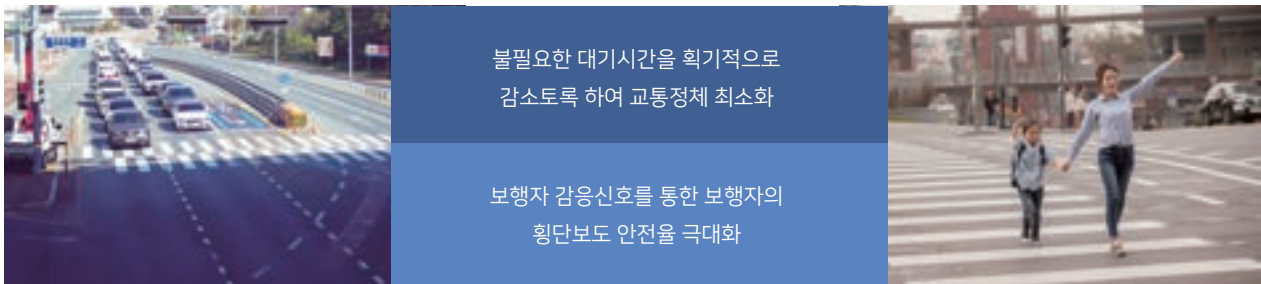 불필요한 대기시간을 획기적으로
감소토록 하여 교통정체 최소화
보행자 감응신호를 통한 보행자의
횡단보도 안전율 극대화